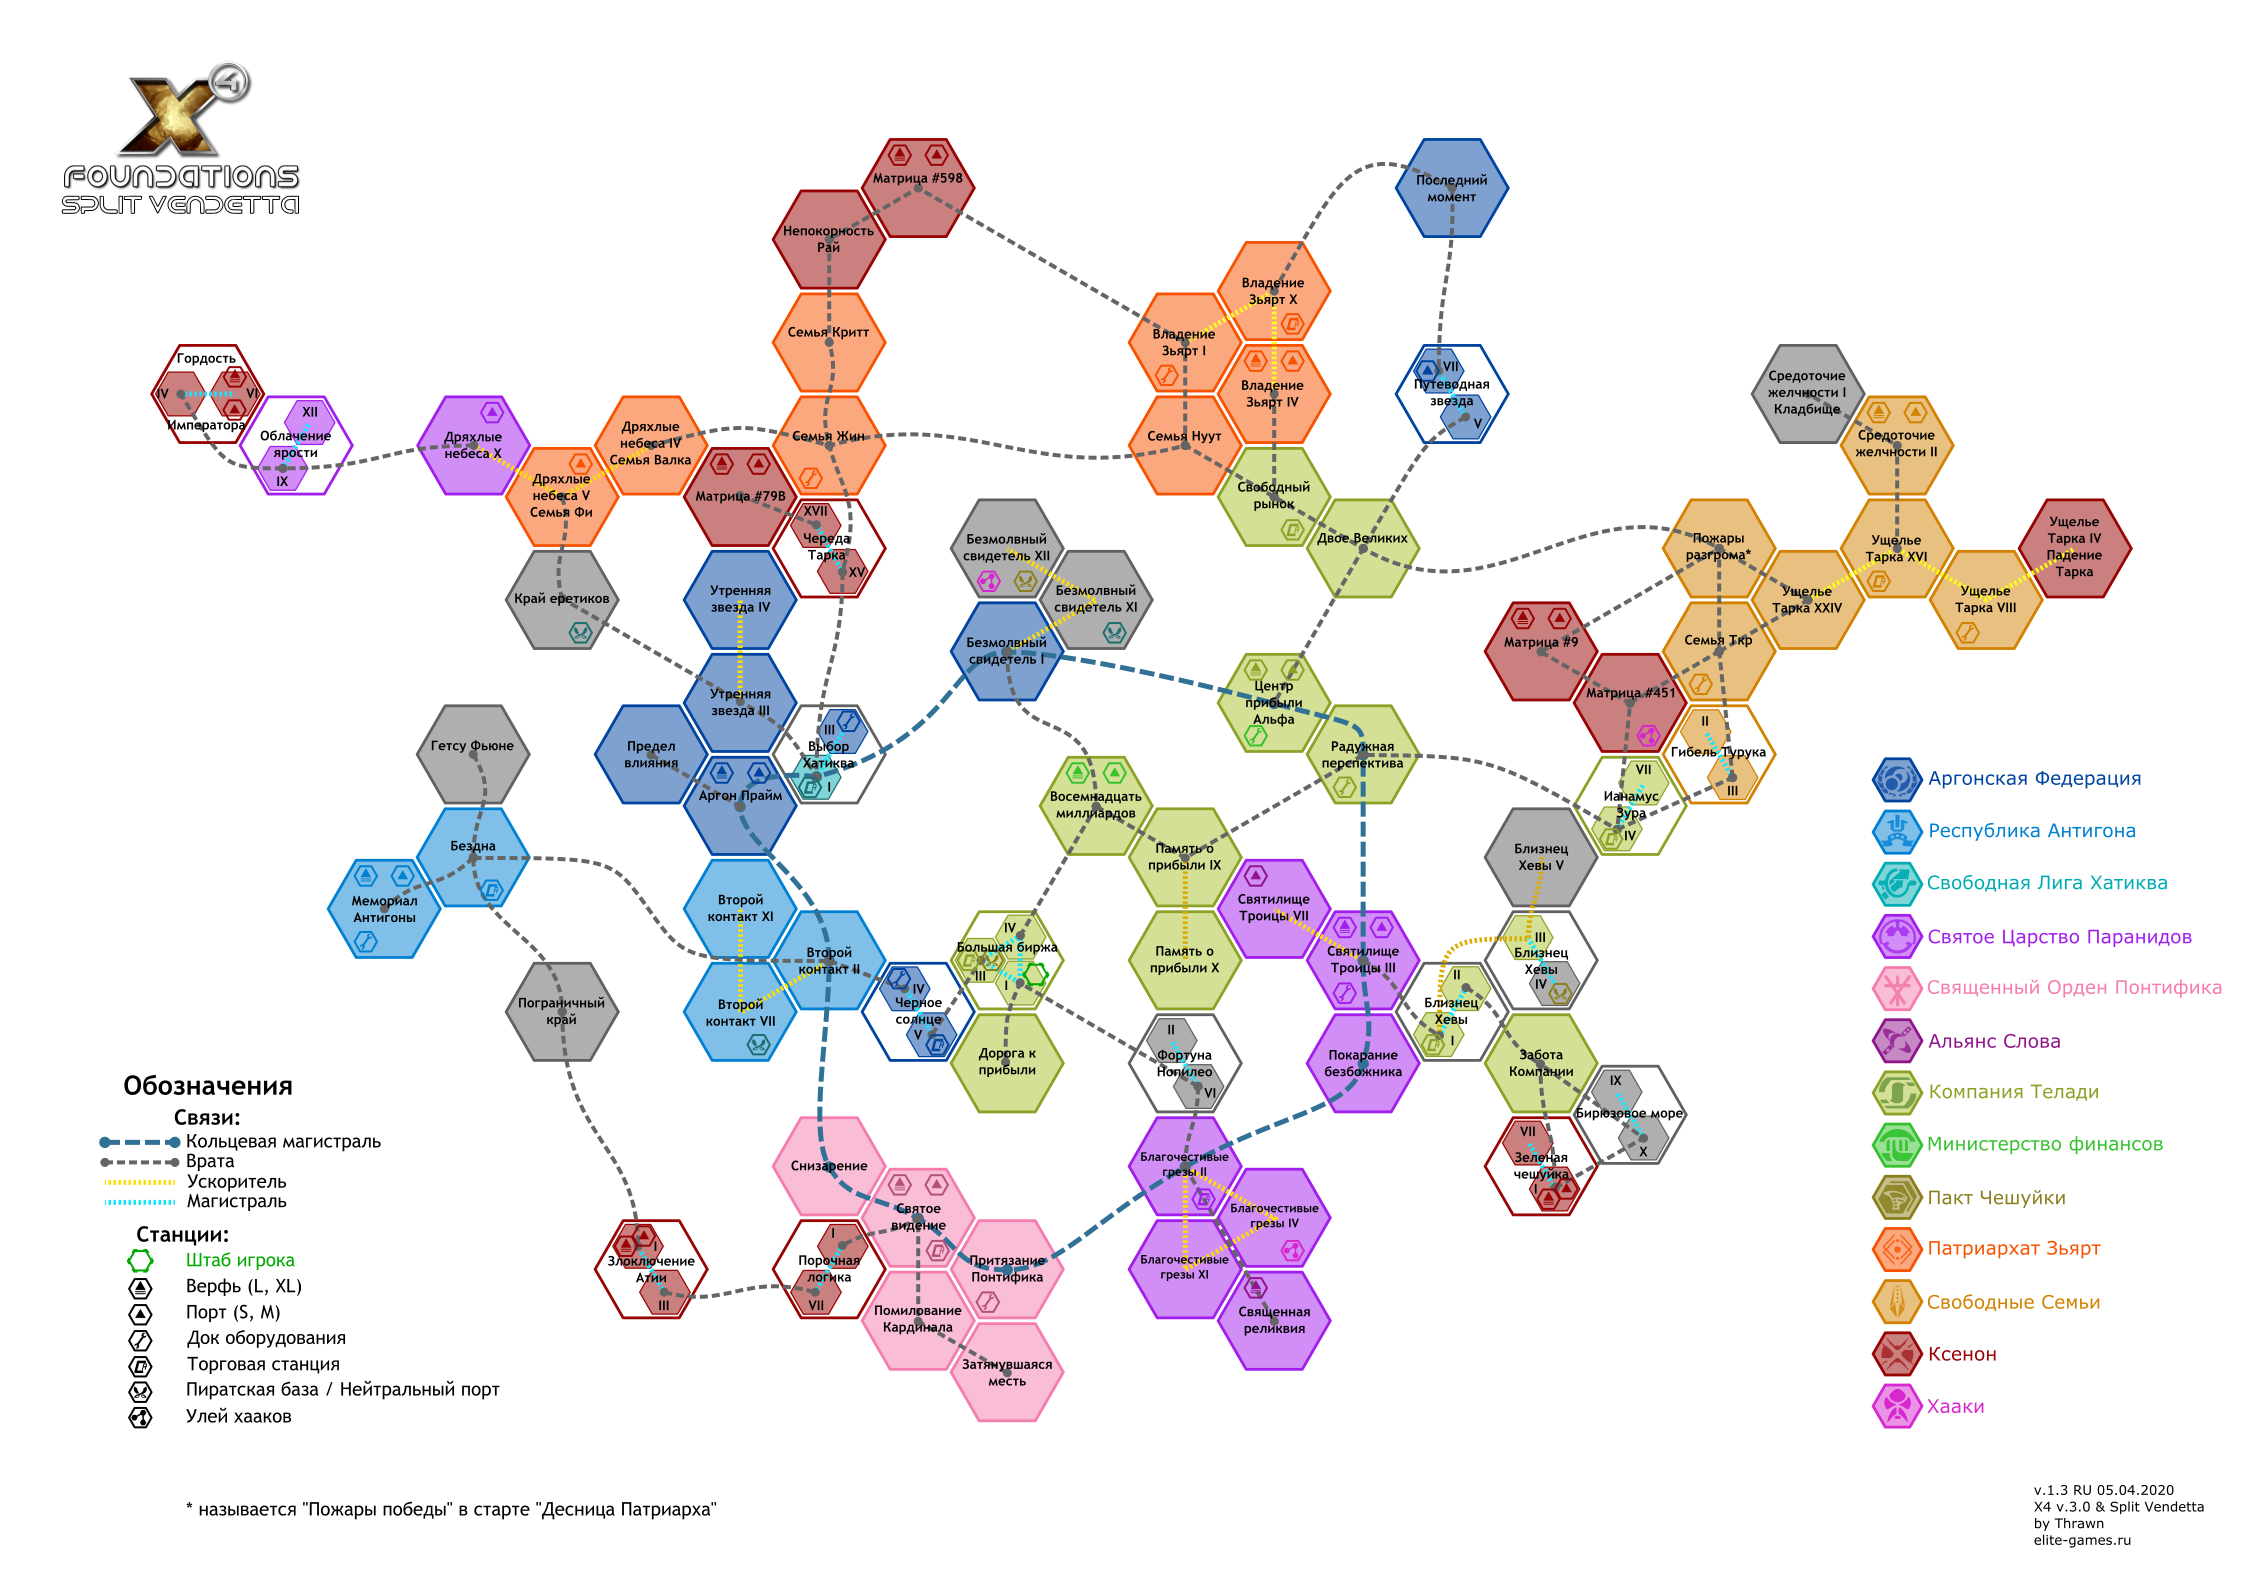 X4
FOUNDATIONS
SPLIT VENDETTA
Матрица #598
Непокорность
Рай
Последний
момент
Владение
Зьярт X
Семья Критт
Владение
Зьярт I
Гордость
IV
VI
Императора
XII
Облачение
ярости
IX
Дряхлые
небеса X
Дряхлые
небеса IV
Семья Валка
Дряхлые
небеса V
Семья Фи
Матрица #79B
Семья Жин
XVII
Череда
Тарка
XV
Семья Нуут
Владение
Зьярт IV
VII
Путеводная
звезда
V
Свободный
рынок
Двое Великих
Средоточие
желчности I
Кладбище
Средоточие
желчности II
Пожары
разгрома*
Ущелье
Тарка XVI
Ущелье
Тарка IV
Падение
Тарка
Ущелье
Тарка XXIV
Ущелье
Тарка VIII
Безмолвный
свидетель XII
Безмолвный
свидетель XI
Безмолвный
свидетель I
Край еретиков
Утренняя
звезда IV
Утренняя
звезда III
Матрица #9
Матрица #451
Семья Ткр
Центр
прибыли
Альфа
Радужная
перспектива
II
Гибель Турука
III
VII
Ианамус
Зура
IV
Гетсу Фьюне
Предел
влияния
Аргон Прайм
III
Выбор
Хатиква
I
Восемнадцать
миллиардов
Память о
прибыли IX
Близнец
Хевы V
Бездна
Мемориал
Антигоны
Второй
контакт XI
Второй
контакт II
Второй
контакт VII
IV
Черное
солнце
V
IV
Большая биржа
III
I
Память о
прибыли X
Святилище
Троицы VII
Святилище
Троицы III
III
Близнец
Хевы
IV
II
Близнец
Хевы
I
Пограничный
край
Дорога к
прибыли
II
Фортуна
Нопилео
VI
Покарание
безбожника
Забота
Компании
IX
Бирюзовое море
X
VII
Зеленая
чешуйка
I
Снизарение
Святое
видение
Благочестивые
грезы II
Благочестивые
грезы IV
Благочестивые
грезы XI
Священная
реликвия
I
Злоключение
Атии
III
I
Порочная
логика
VII
Притязание
Понтифика
Помилование
Кардинала
Затянувшаяся
месть
Обозначения
Связи:
Кольцевая магистраль
Врата
Ускоритель
Магистраль
Станции:
Штаб игрока
Верфь (L, XL)
Порт (S, M)
Док оборудования
Торговая станция
Пиратская база / Нейтральный порт
Улей хааков
Аргонская Федерация
Республика Антигона
Свободная Лига Хатиква
Святое Царство Паранидов
Священный Орден Понтифика
Альянс Слова
Компания Телади
Министерство финансов
Пакт Чешуйки
Патриархат Зьярт
Свободные Семьи
Ксенон
Хааки
* называется "Пожары победы" в старте "Десница Патриарха"
v.1.3 RU 05.04.2020
X4 v.3.0 & Split Vendetta
by Thrawn
elite-games.ru